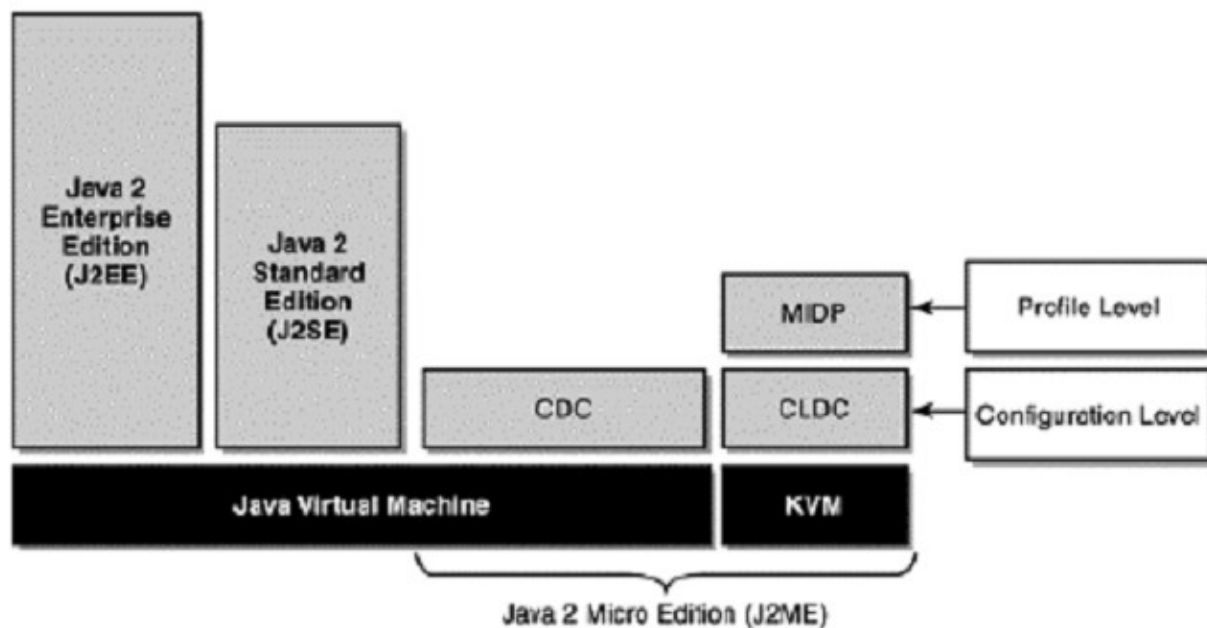 Java 2
Enterprise
Edition
(J2EE)
Java 2
Standard
Edition
(J2SE)
MIDP
Profile Level
CDC
CLDC
Configuration Level
Java Virtual Machine
KVM
Java 2 Micro Edition (J2ME)